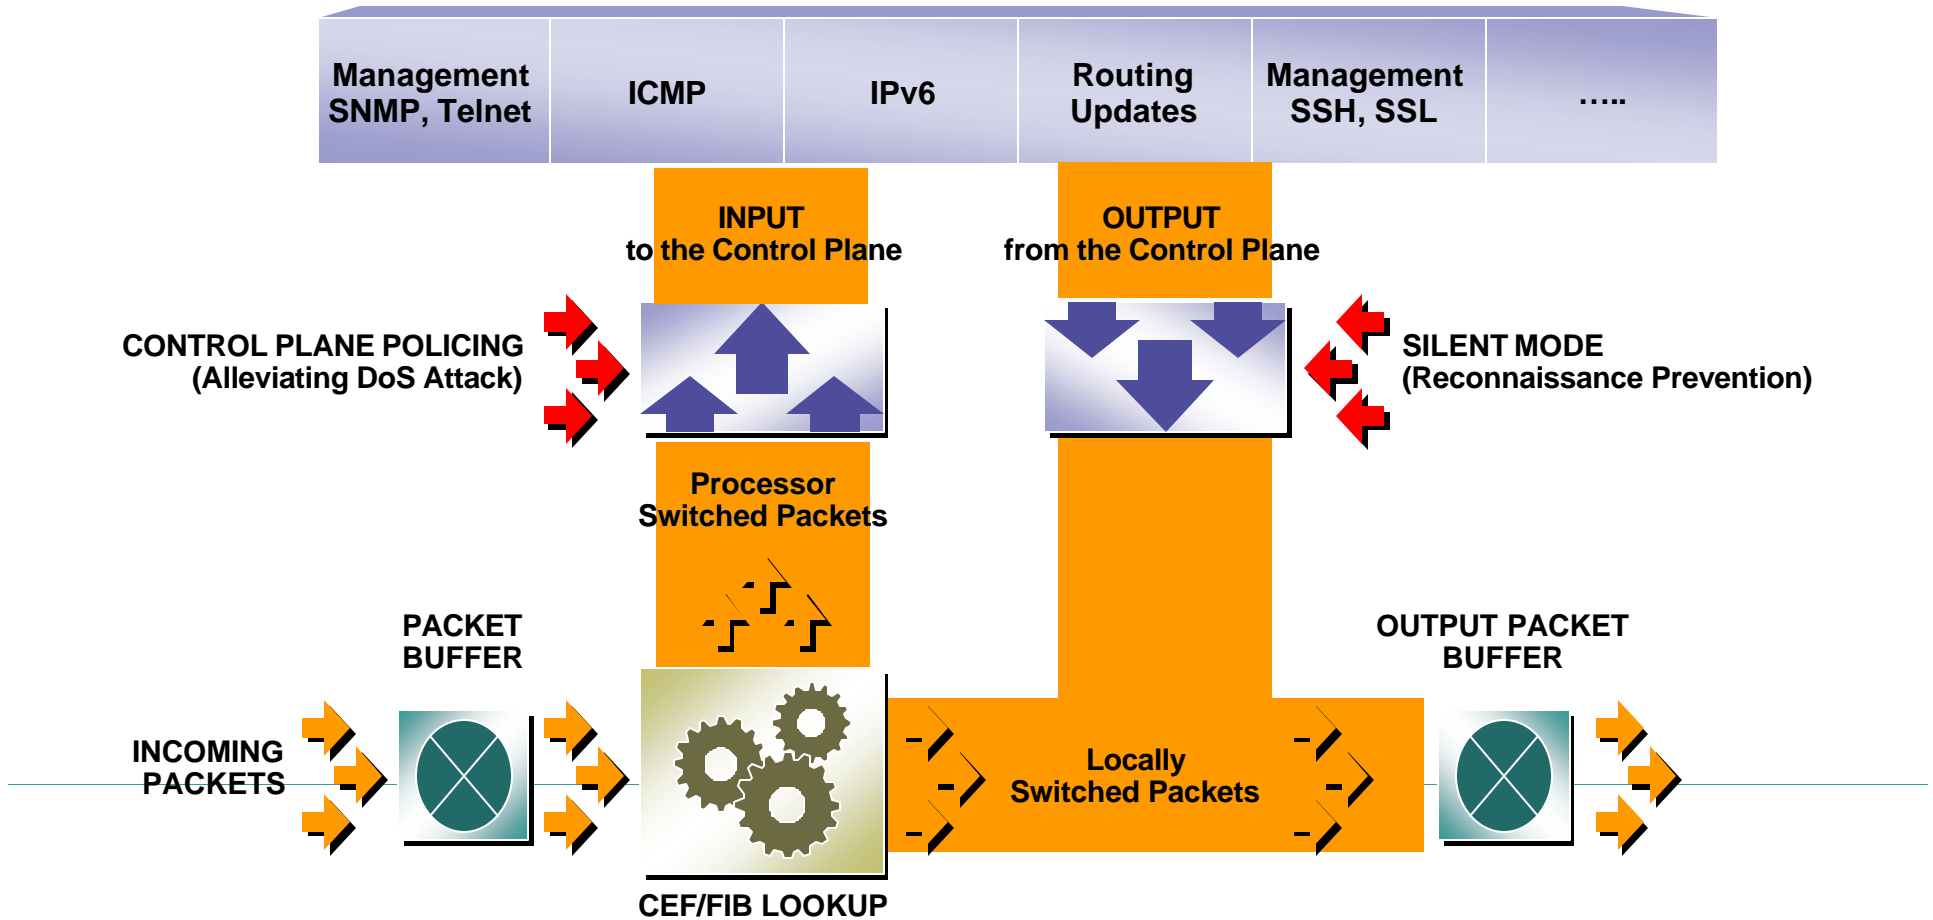 Management
SNMP, Telnet
ICMP
IPv6
Routing
Updates
Management
SSH, SSL
.....
INPUT
to the Control Plane
OUTPUT
from the Control Plane
CONTROL PLANE POLICING
(Alleviating DoS Attack)
SILENT MODE
(Reconnaissance Prevention)
Processor
Switched Packets
PACKET
BUFFER
OUTPUT PACKET
BUFFER
INCOMING
PACKETS
Locally
Switched Packets
CEF/FIB LOOKUP